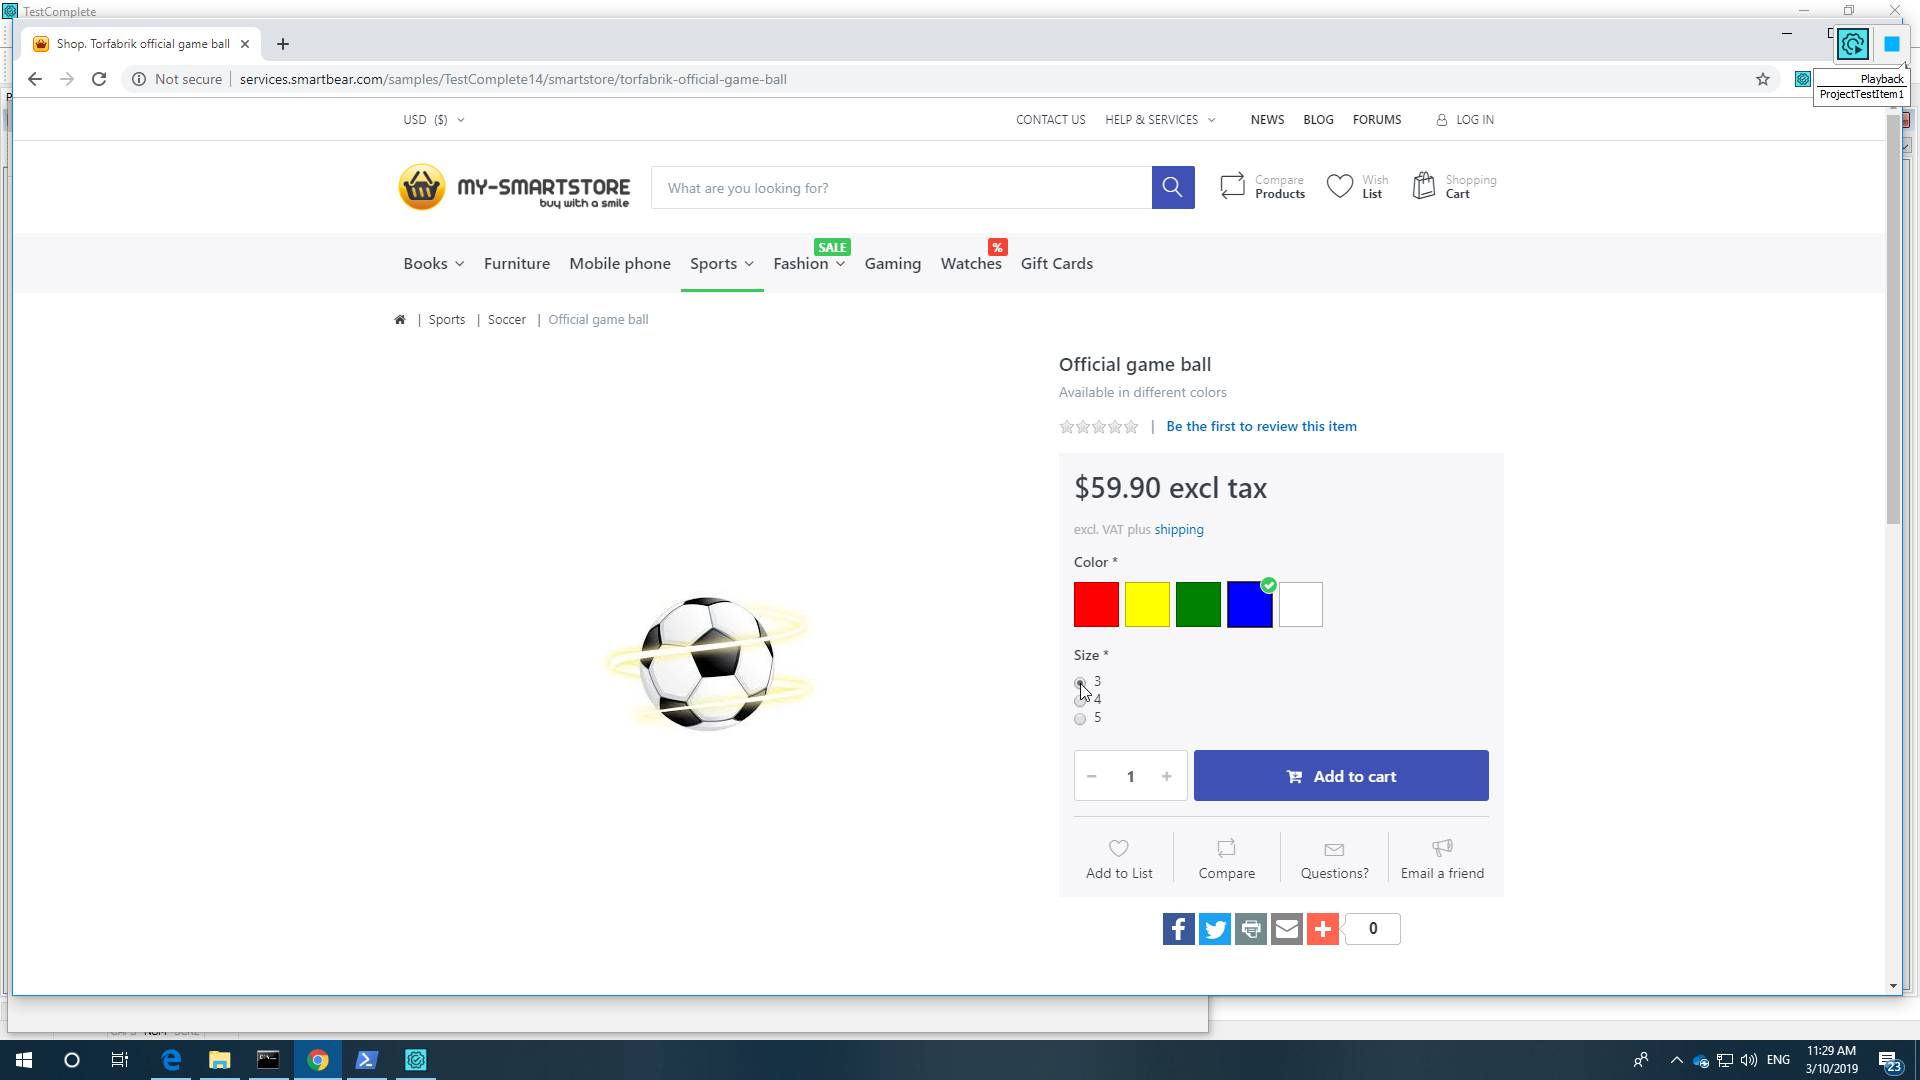 TestComplete
Shop. Torfabrik official game ball
Not secure
services.smartbear.com/samples/TestComplete14/smartstore/torfabrik-official-game-ball
Playback
ProjectTestItem1
USD ($)
CONTACT US
HELP & SERVICES
NEWS
BLOG
FORUMS
LOG IN
MY-SMARTSTORE
buy with a smile
What are you looking for?
Compare
Products
Wish
List
Shopping
Cart
SALE
%
Books
Furniture
Mobile phone
Sports
Fashion
Gaming
Watches
Gift Cards
| Sports | Soccer | Official game ball
Official game ball
Available in different colors
| Be the first to review this item
$59.90 excl tax
excl. VAT plus shipping
Color *
Size *
3
4
5
1
Add to cart
Add to List
Compare
Questions?
Email a friend
0
ENG
11:29 AM
3/10/2019
23